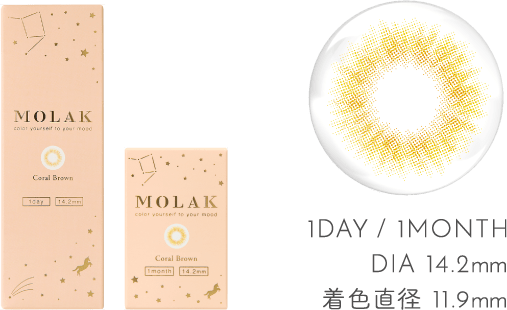 MOLAK
color yourself to your mood
Coral Brown
1day 14.2mm
MOLAK
color yourself to your mood
Coral Brown
1month 14.2mm
1DAY / 1MONTH
DIA 14.2mm
着色直径 11.9mm